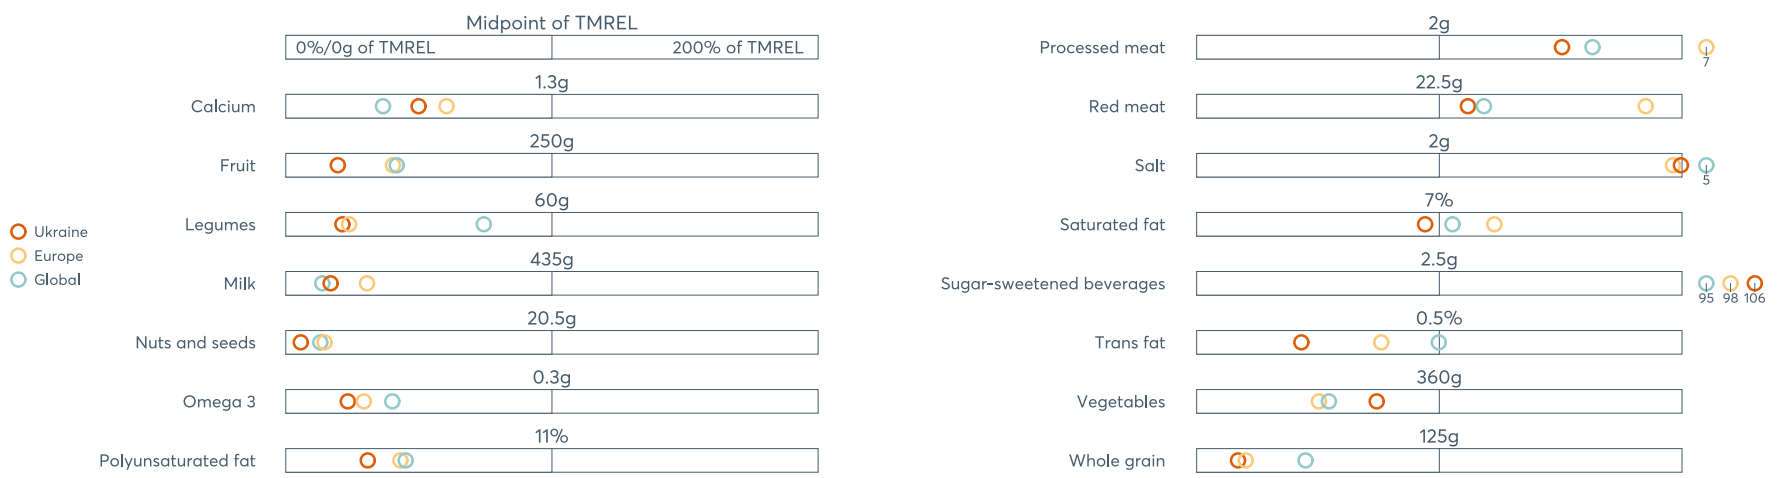 Midpoint of TMREL
0%/0g of TMREL
200% of TMREL
1.3g
Calcium
250g
Fruit
60g
Legumes
435g
Milk
20.5g
Nuts and seeds
0.3g
Omega 3
11%
Polyunsaturated fat
Ukraine
Europe
Global
2g
Processed meat
7
22.5g
Red meat
2g
Salt
5
7%
Saturated fat
2.5g
Sugar-sweetened beverages
95 98 106
0.5%
Trans fat
360g
Vegetables
125g
Whole grain